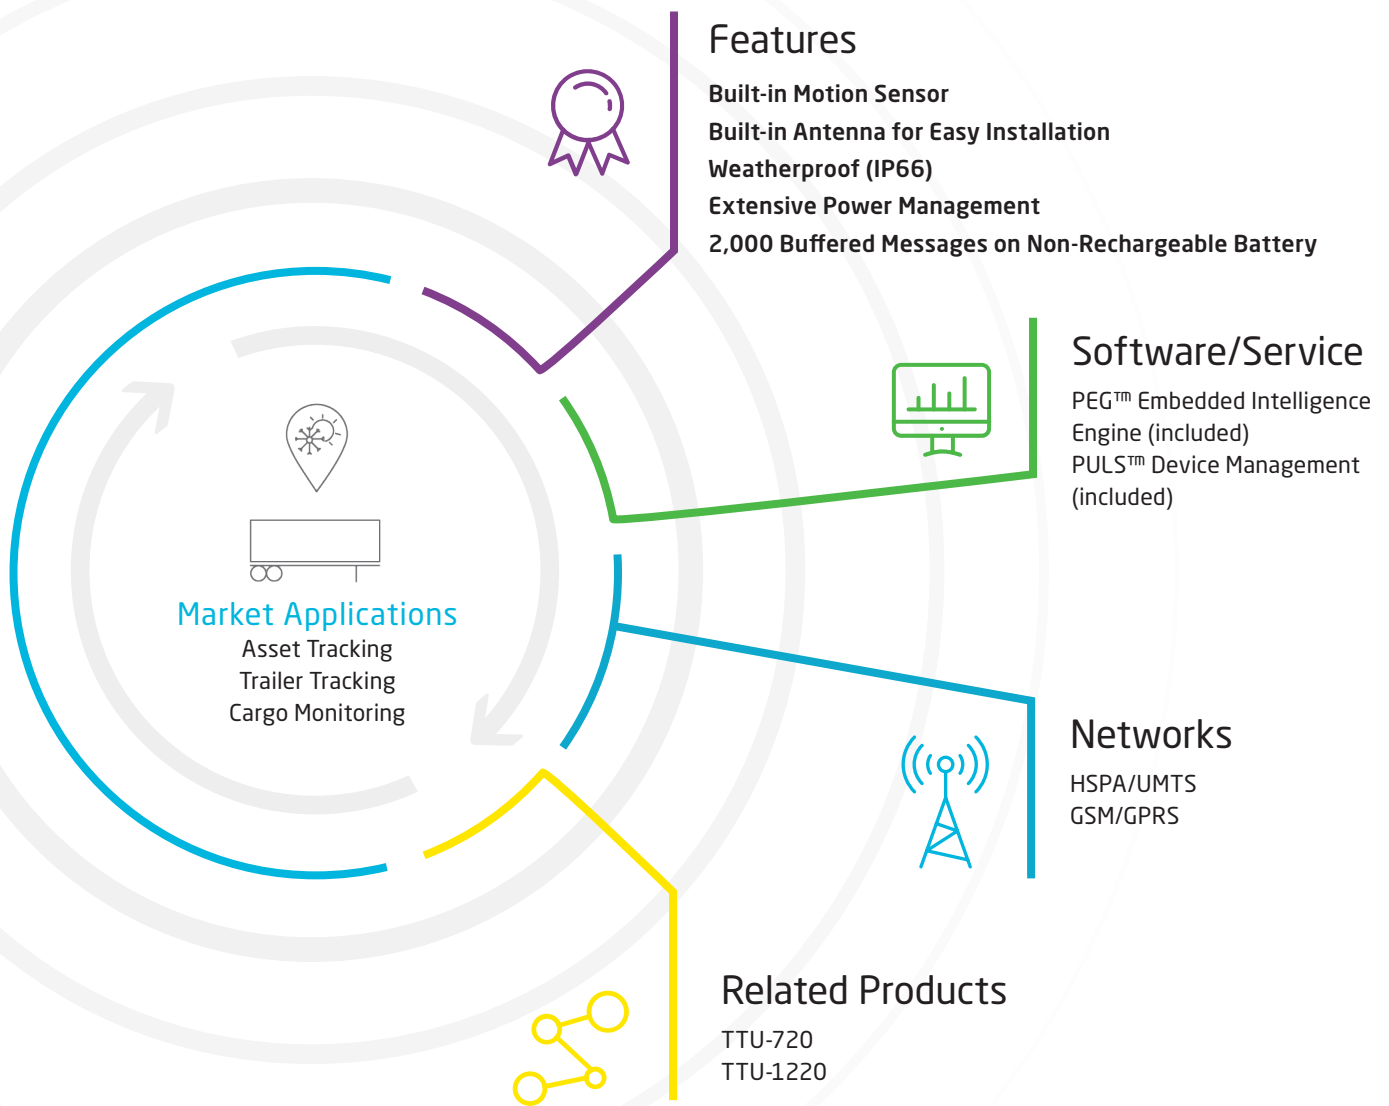 Features
Built-in Motion Sensor
Built-in Antenna for Easy Installation
Weatherproof (IP66)
Extensive Power Management
2,000 Buffered Messages on Non-Rechargeable Battery
Software/Service
PEG™ Embedded Intelligence
Engine (included)
PULS™ Device Management
(included)
Market Applications
Asset Tracking
Trailer Tracking
Cargo Monitoring
Networks
HSPA/UMTS
GSM/GPRS
Related Products
TTU-720
TTU-1220